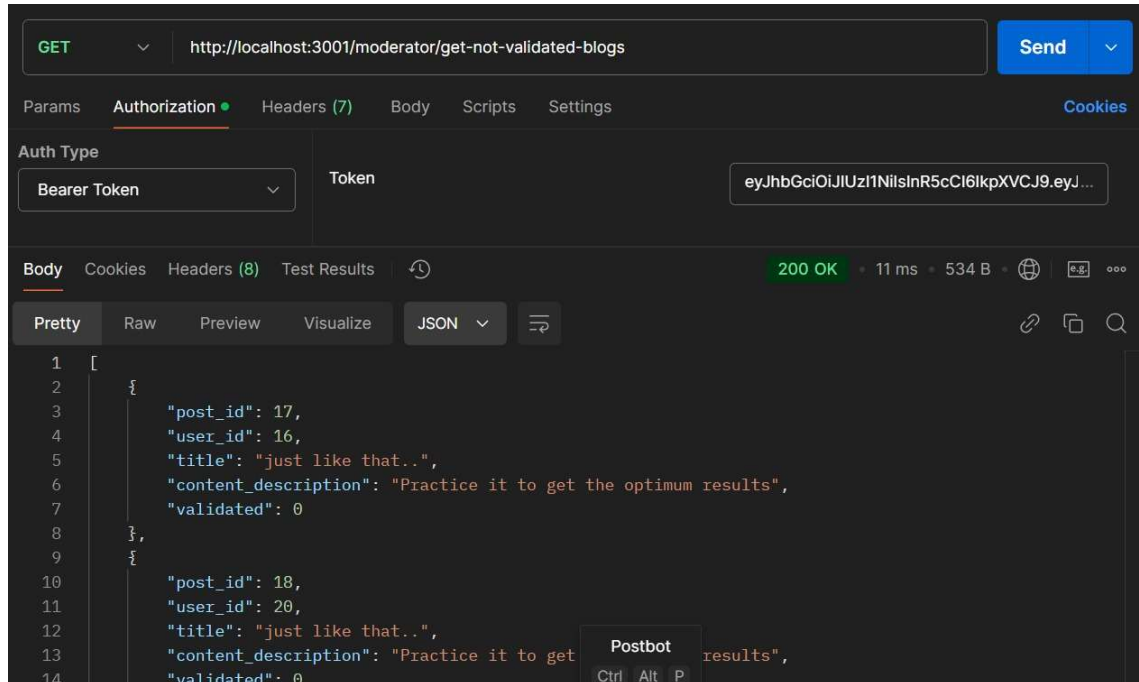 GET http://localhost:3001/moderator/get-not-validated-blogs Send
Params Authorization Headers (7) Body Scripts Settings Cookies
Auth Type
Bearer Token
Token eyJhbGciOiJIUzI1NiIsInR5cCI6IkpXVCJ9.eyJ...
Body Cookies Headers (8) Test Results 200 OK 11 ms 534 B e.g.
Pretty Raw Preview Visualize JSON
1 [
2 {
3 "post_id": 17,
4 "user_id": 16,
5 "title": "just like that..",
6 "content_description": "Practice it to get the optimum results",
7 "validated": 0
8 },
9 {
10 "post_id": 18,
11 "user_id": 20,
12 "title": "just like that..",
13 "content_description": "Practice it to get results",
14 "validated": 0
Postbot
Ctrl Alt P